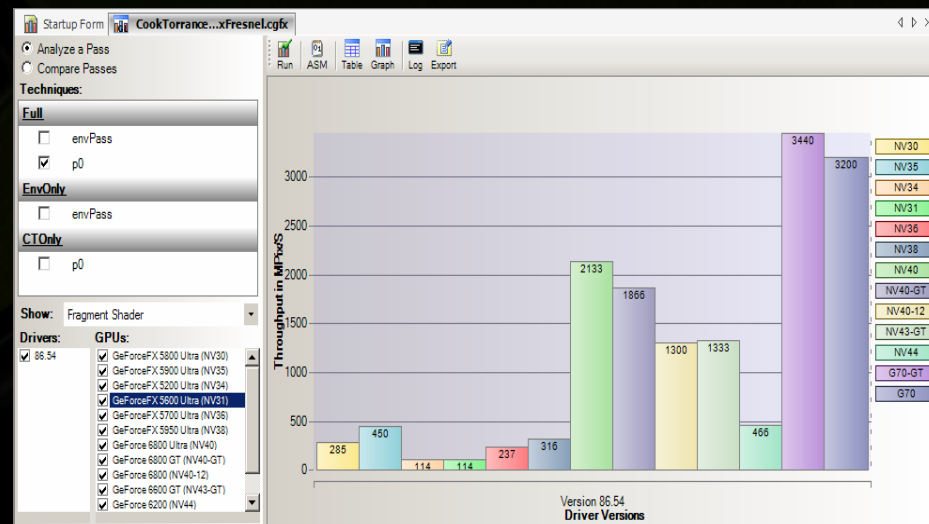 Startup Form
CookTorrance...xFresnel.cgfx
Analyze a Pass
Compare Passes
Techniques:
Full
envPass
p0
EnvOnly
envPass
CTOnly
p0
Show: Fragment Shader
Drivers: GPUs:
86.54
GeForceFX 5800 Ultra (NV30)
GeForceFX 5900 Ultra (NV35)
GeForceFX 5200 Ultra (NV34)
GeForceFX 5600 Ultra (NV31)
GeForceFX 5700 Ultra (NV36)
GeForceFX 5950 Ultra (NV38)
GeForce 6800 Ultra (NV40)
GeForce 6800 GT (NV40-GT)
GeForce 6800 (NV40-12)
GeForce 6600 GT (NV43-GT)
GeForce 6200 (NV44)
Run ASM Table Graph Log Export
01
Throughput in MPix/S
3000
2500
2000
1500
1000
500
0
285
450
114
114
237
316
2133
1866
1300
1333
466
3440
3200
Version 86.54
Driver Versions
NV30
NV35
NV34
NV31
NV36
NV38
NV40
NV40-GT
NV40-12
NV43-GT
NV44
G70-GT
G70